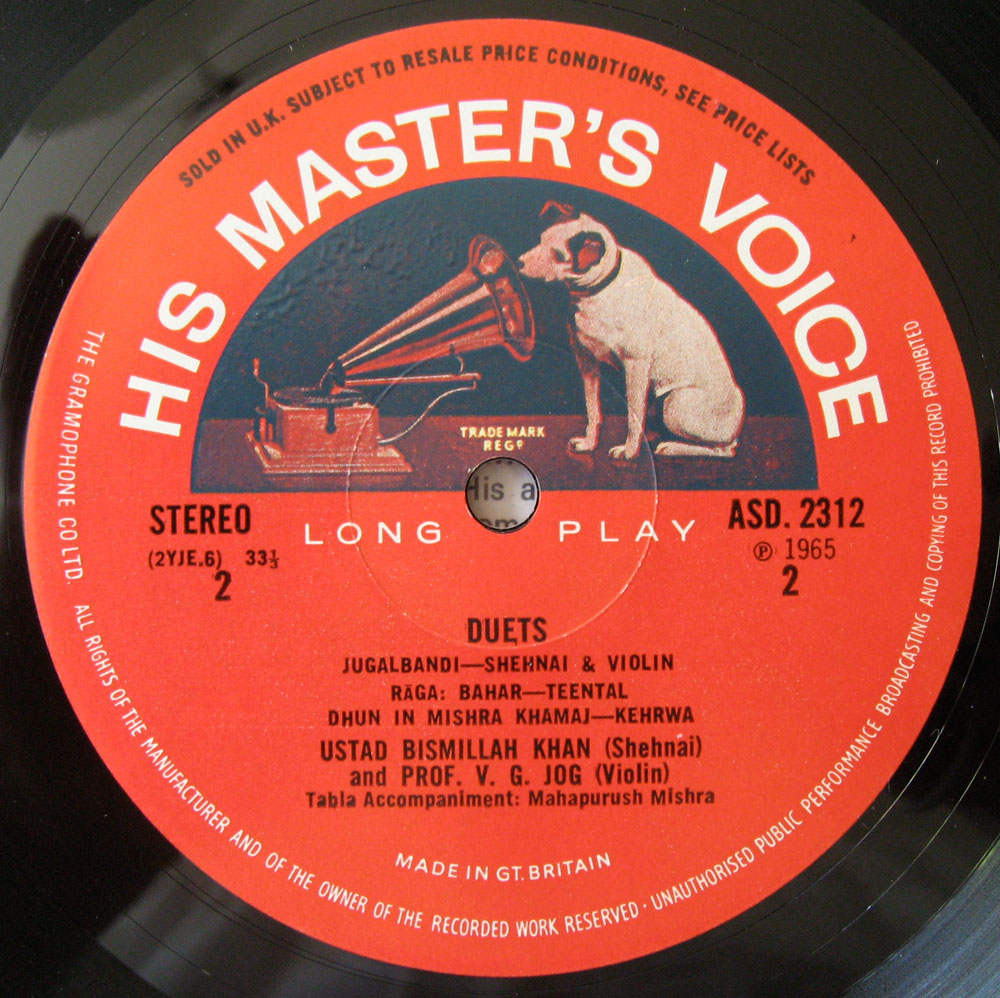 SOLD IN U.K. SUBJECT TO RESALE PRICE CONDITIONS, SEE PRICE LISTS
HIS MASTER'S VOICE
TRADE MARK
REGD
His a
STEREO
LONG PLAY
ASD. 2312
(2YJE.6) 33⅓
℗ 1965
2
2
DUETS
JUGALBANDI—SHEHNAI & VIOLIN
RĀGA: BAHAR—TEENTAL
DHUN IN MISHRA KHAMAJ—KEHRWA
USTAD BISMILLAH KHAN (Shehnai)
and PROF. V. G. JOG (Violin)
Tabla Accompaniment: Mahapurush Mishra
MADE IN GT. BRITAIN
THE GRAMOPHONE CO LTD. ALL RIGHTS OF THE MANUFACTURER AND OF THE OWNER OF THE RECORDED WORK RESERVED · UNAUTHORISED PUBLIC PERFORMANCE BROADCASTING AND COPYING OF THIS RECORD PROHIBITED